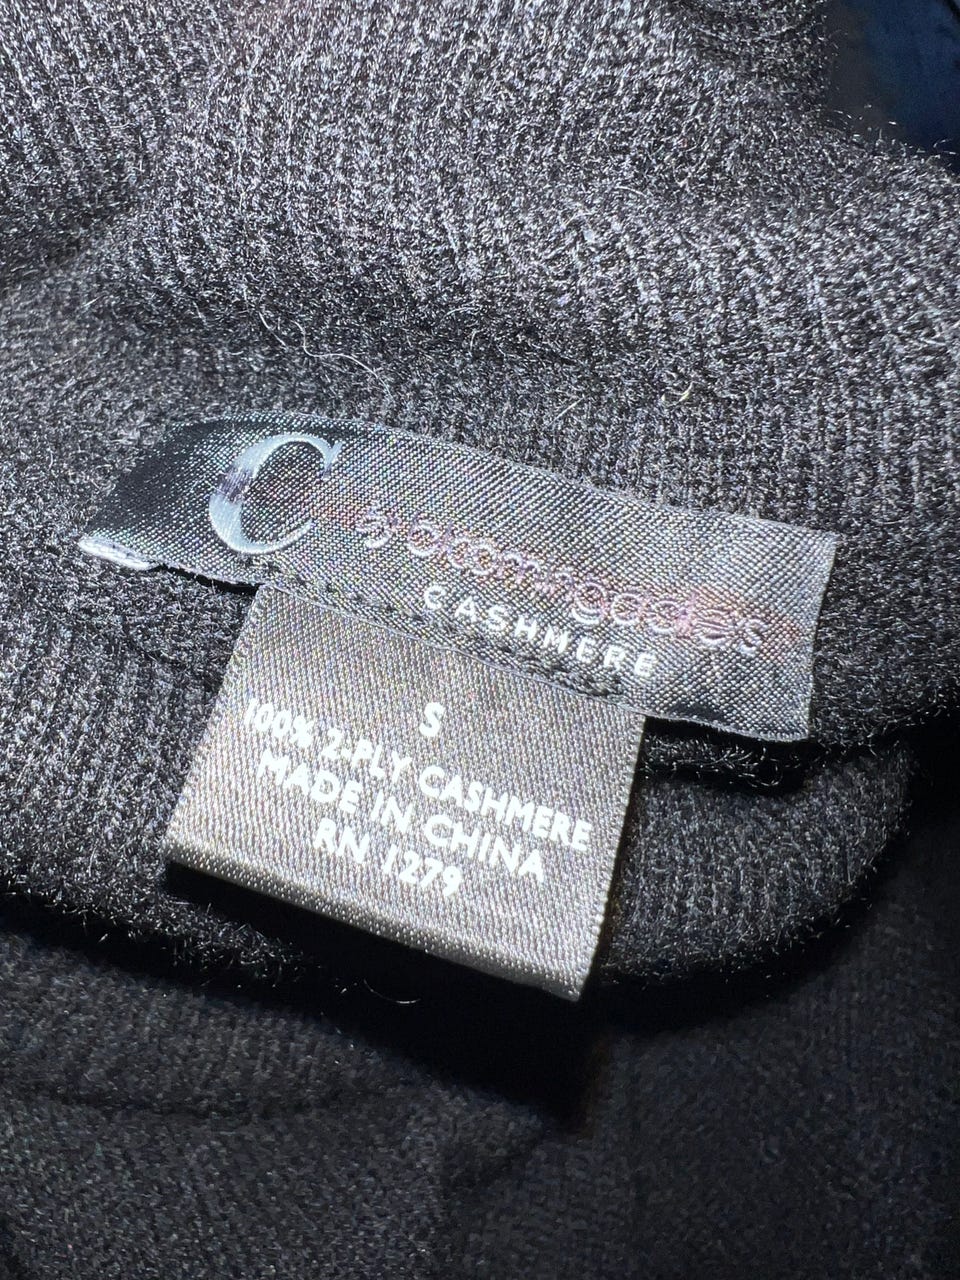 C by bloomingdale's
CASHMERE
S
100% 2-PLY CASHMERE
MADE IN CHINA
RN 1279